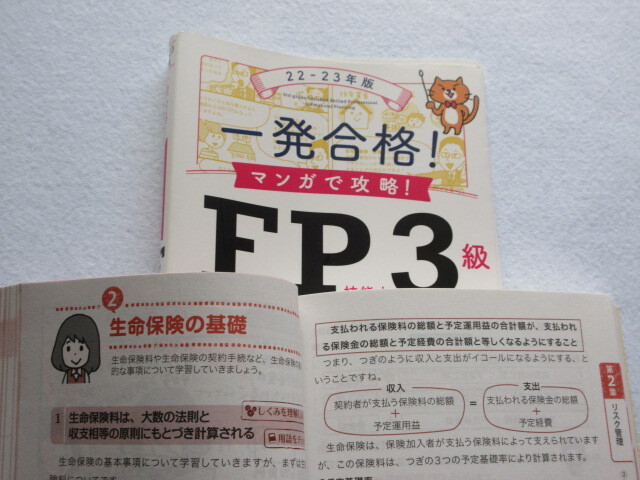 22-23年版
一発合格!
マンガで攻略!
FP3級
2
生命保険の基礎
生命保険料や生命保険の契約手続など、生命保険の
的な事項について学習していきましょう。
1 生命保険料は、大数の法則と
収支相等の原則にもとづき計算される
しくみを理解し
用語を
生命保険の基本事項について学習していきますが、まずは生
支払われる保険料の総額と予定運用益の合計額が、支払われ
る保険金の総額と予定経費の合計額と等しくなるようにすること
つまり、つぎのように収入と支出がイコールになるようにする、と
いうことですね。
収入
契約者が支払う保険料の総額
+
予定運用益
=
支出
支払われる保険金の総額
+
予定経費
生命保険は、保険加入者が支払う保険料によって支えられています
が、この保険料は、つぎの3つの予定基礎率により計算されます。
第2章
リスク管理